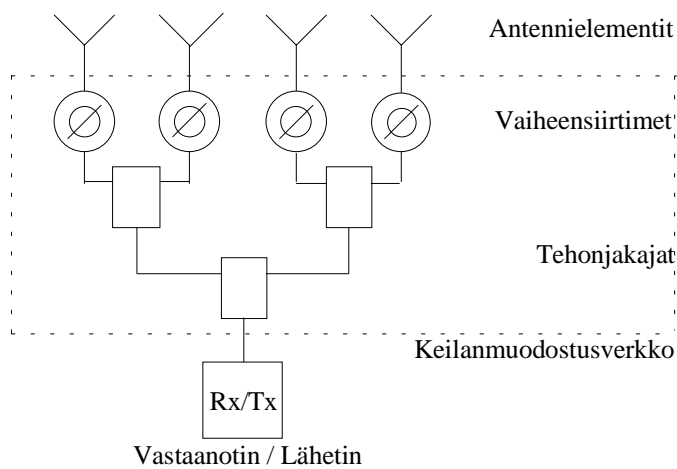 Antennielementit
Vaiheensiirtimet
Tehonjakajat
Keilanmuodostusverkko
Rx/Tx
Vastaanotin / Lähetin